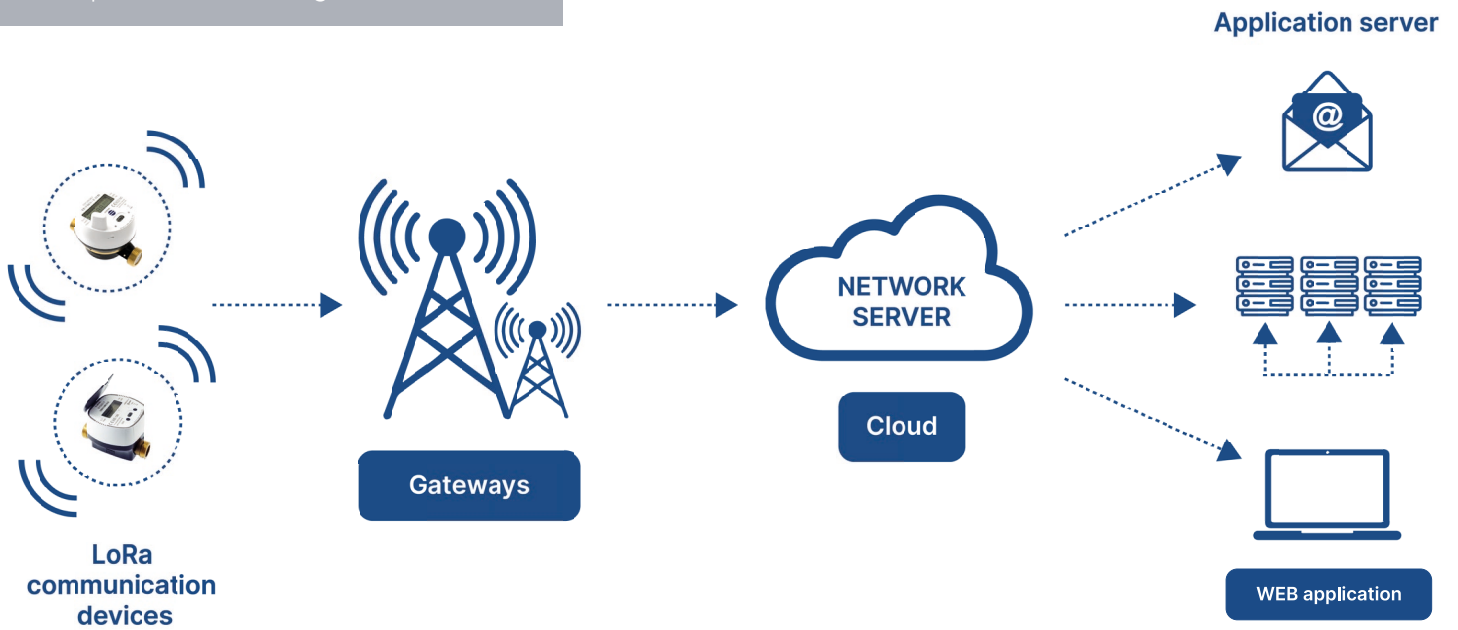 Application server
@
NETWORK
SERVER
Cloud
Gateways
LoRa
communication
devices
WEB application